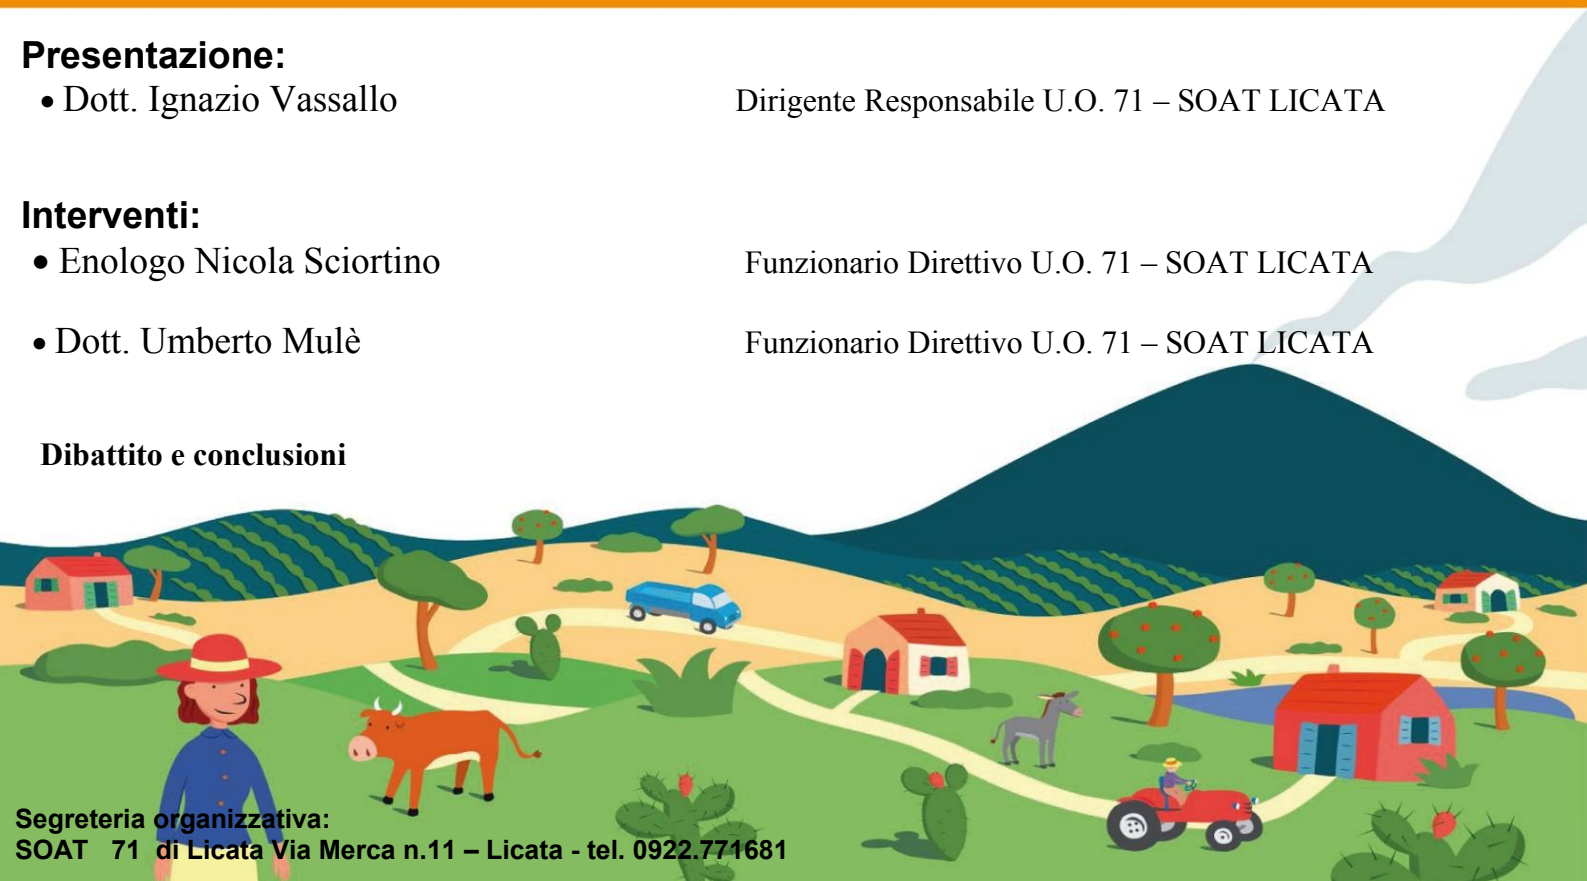 Presentazione:
• Dott. Ignazio Vassallo Dirigente Responsabile U.O. 71 – SOAT LICATA
Interventi:
• Enologo Nicola Sciortino Funzionario Direttivo U.O. 71 – SOAT LICATA
• Dott. Umberto Mulè Funzionario Direttivo U.O. 71 – SOAT LICATA
Dibattito e conclusioni
Segreteria organizzativa:
SOAT 71 di Licata Via Merca n.11 – Licata - tel. 0922.771681